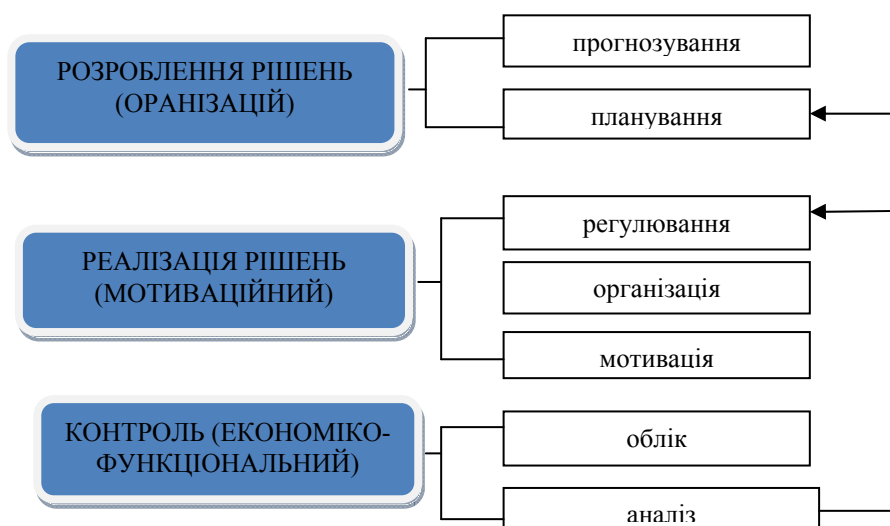 РОЗРОБЛЕННЯ РІШЕНЬ
(ОРАНІЗАЦІЙ)
прогнозування
планування
РЕАЛІЗАЦІЯ РІШЕНЬ
(МОТИВАЦІЙНИЙ)
регулювання
організація
мотивація
КОНТРОЛЬ (ЕКОНОМІКО-
ФУНКЦІОНАЛЬНИЙ)
облік
аналіз